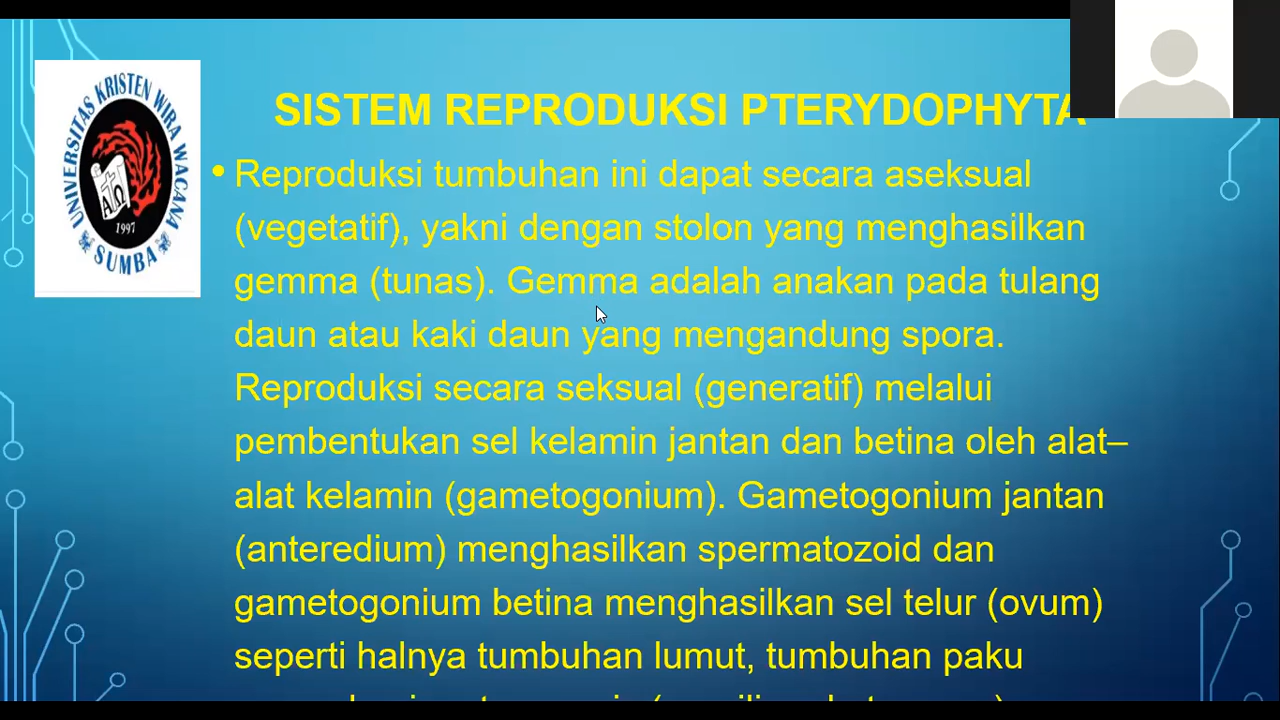 UNIVERSITAS KRISTEN WIRA WACANA
SUMBA
1997
SISTEM REPRODUKSI PTERYDOPHYTA
• Reproduksi tumbuhan ini dapat secara aseksual
(vegetatif), yakni dengan stolon yang menghasilkan
gemma (tunas). Gemma adalah anakan pada tulang
daun atau kaki daun yang mengandung spora.
Reproduksi secara seksual (generatif) melalui
pembentukan sel kelamin jantan dan betina oleh alat–
alat kelamin (gametogonium). Gametogonium jantan
(anteredium) menghasilkan spermatozoid dan
gametogonium betina menghasilkan sel telur (ovum)
seperti halnya tumbuhan lumut, tumbuhan paku